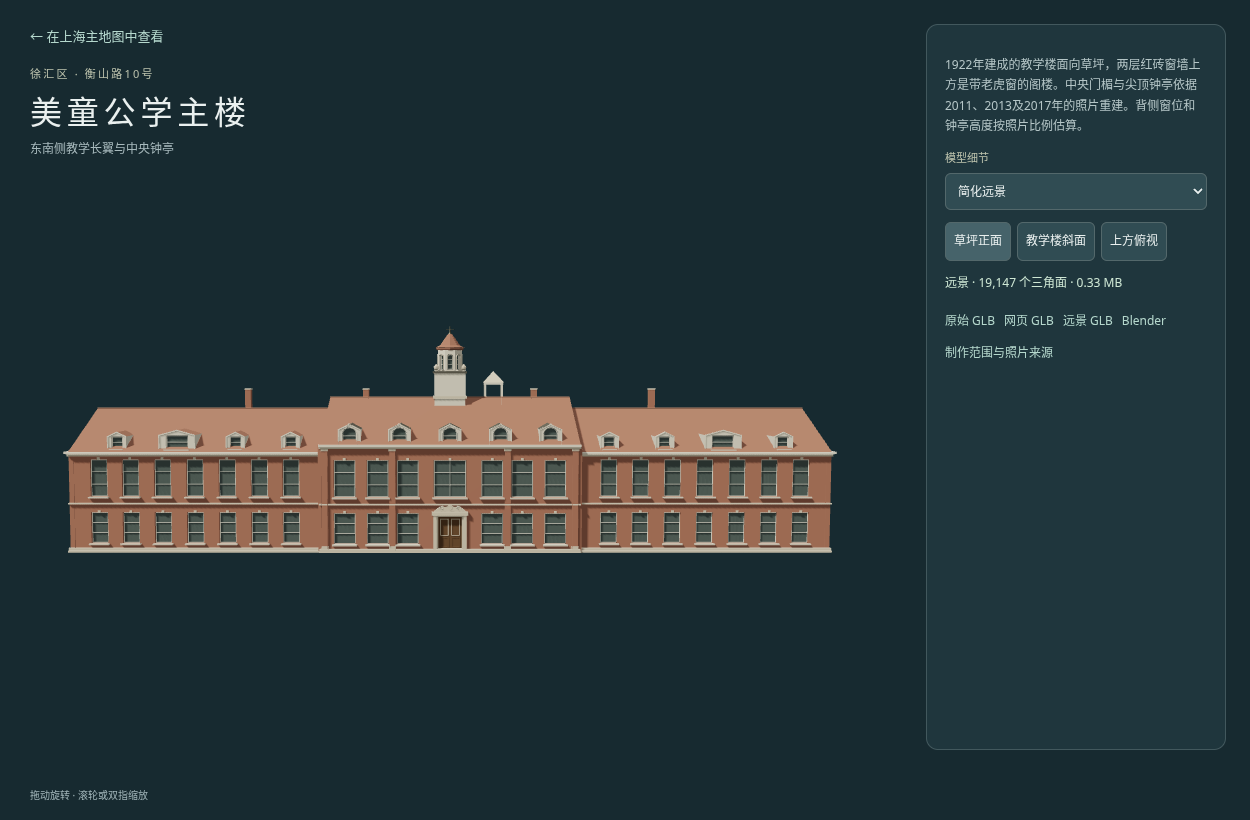 ← 在上海主地图中查看
徐汇区 · 衡山路10号
美童公学主楼
东南侧教学长翼与中央钟亭
1922年建成的教学楼面向草坪，两层红砖窗墙上
方是带老虎窗的阁楼。中央门楣与尖顶钟亭依据
2011、2013及2017年的照片重建。背侧窗位和
钟亭高度按照片比例估算。
模型细节
简化远景
草坪正面 教学楼斜面 上方俯视
远景 · 19,147 个三角面 · 0.33 MB
原始 GLB 网页 GLB 远景 GLB Blender
制作范围与照片来源
拖动旋转 · 滚轮或双指缩放